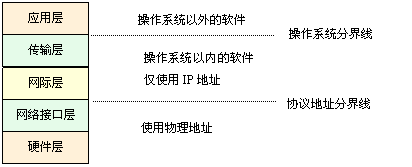 应用层
操作系统以外的软件
操作系统分界线
传输层
操作系统以内的软件
网际层
仅使用 IP 地址
协议地址分界线
网络接口层
使用物理地址
硬件层